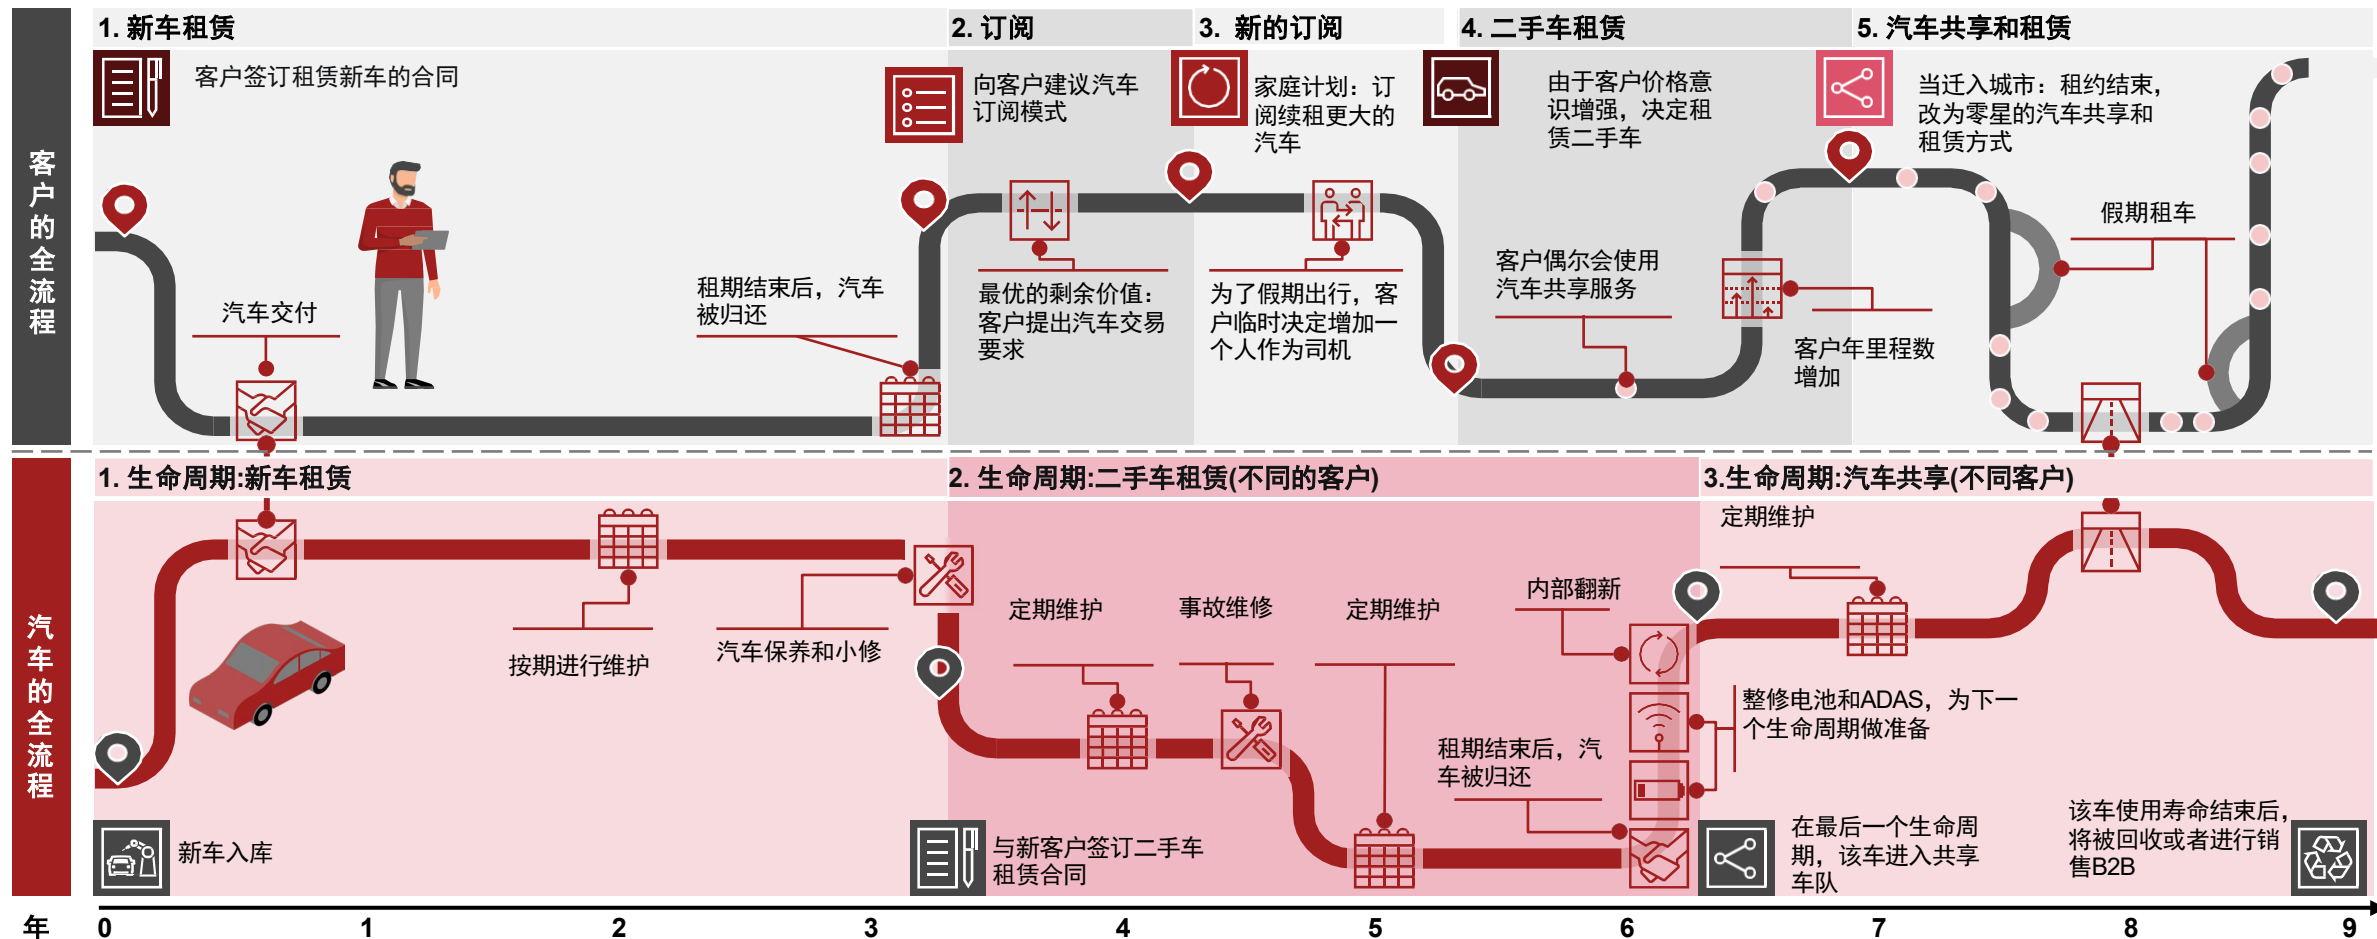 客户的全流程
1. 新车租赁
2. 订阅
3. 新的订阅
4. 二手车租赁
5. 汽车共享和租赁
客户签订租赁新车的合同
向客户建议汽车
订阅模式
家庭计划：订
阅续租更大的
汽车
由于客户价格意
识增强，决定租
赁二手车
当迁入城市：租约结束，
改为零星的汽车共享和
租赁方式
汽车交付
租期结束后，汽车
被归还
最优的剩余价值：
客户提出汽车交易
要求
为了假期出行，客
户临时决定增加一
个人作为司机
客户偶尔会使用
汽车共享服务
客户年里程数
增加
假期租车
汽车的全流程
1. 生命周期:新车租赁
2. 生命周期:二手车租赁(不同的客户)
3.生命周期:汽车共享(不同客户)
新车入库
按期进行维护
汽车保养和小修
定期维护
事故维修
定期维护
内部翻新
租期结束后，汽
车被归还
与新客户签订二手车
租赁合同
定期维护
整修电池和ADAS，为下一
个生命周期做准备
在最后一个生命周
期，该车进入共享
车队
该车使用寿命结束后，
将被回收或者进行销
售B2B
年
0 1 2 3 4 5 6 7 8 9